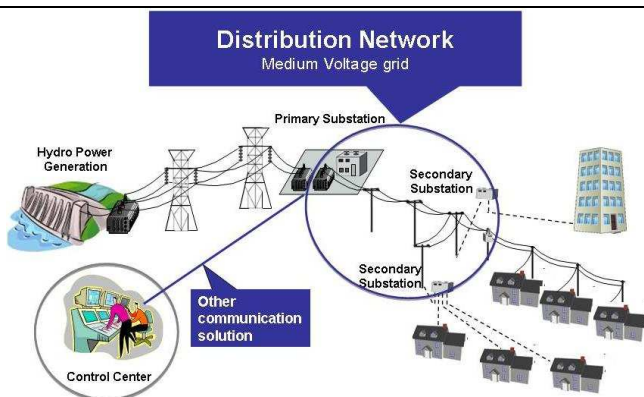 Distribution Network
Medium Voltage grid
Primary Substation
Hydro Power
Generation
Secondary
Substation
Secondary
Substation
Other
communication
solution
Control Center